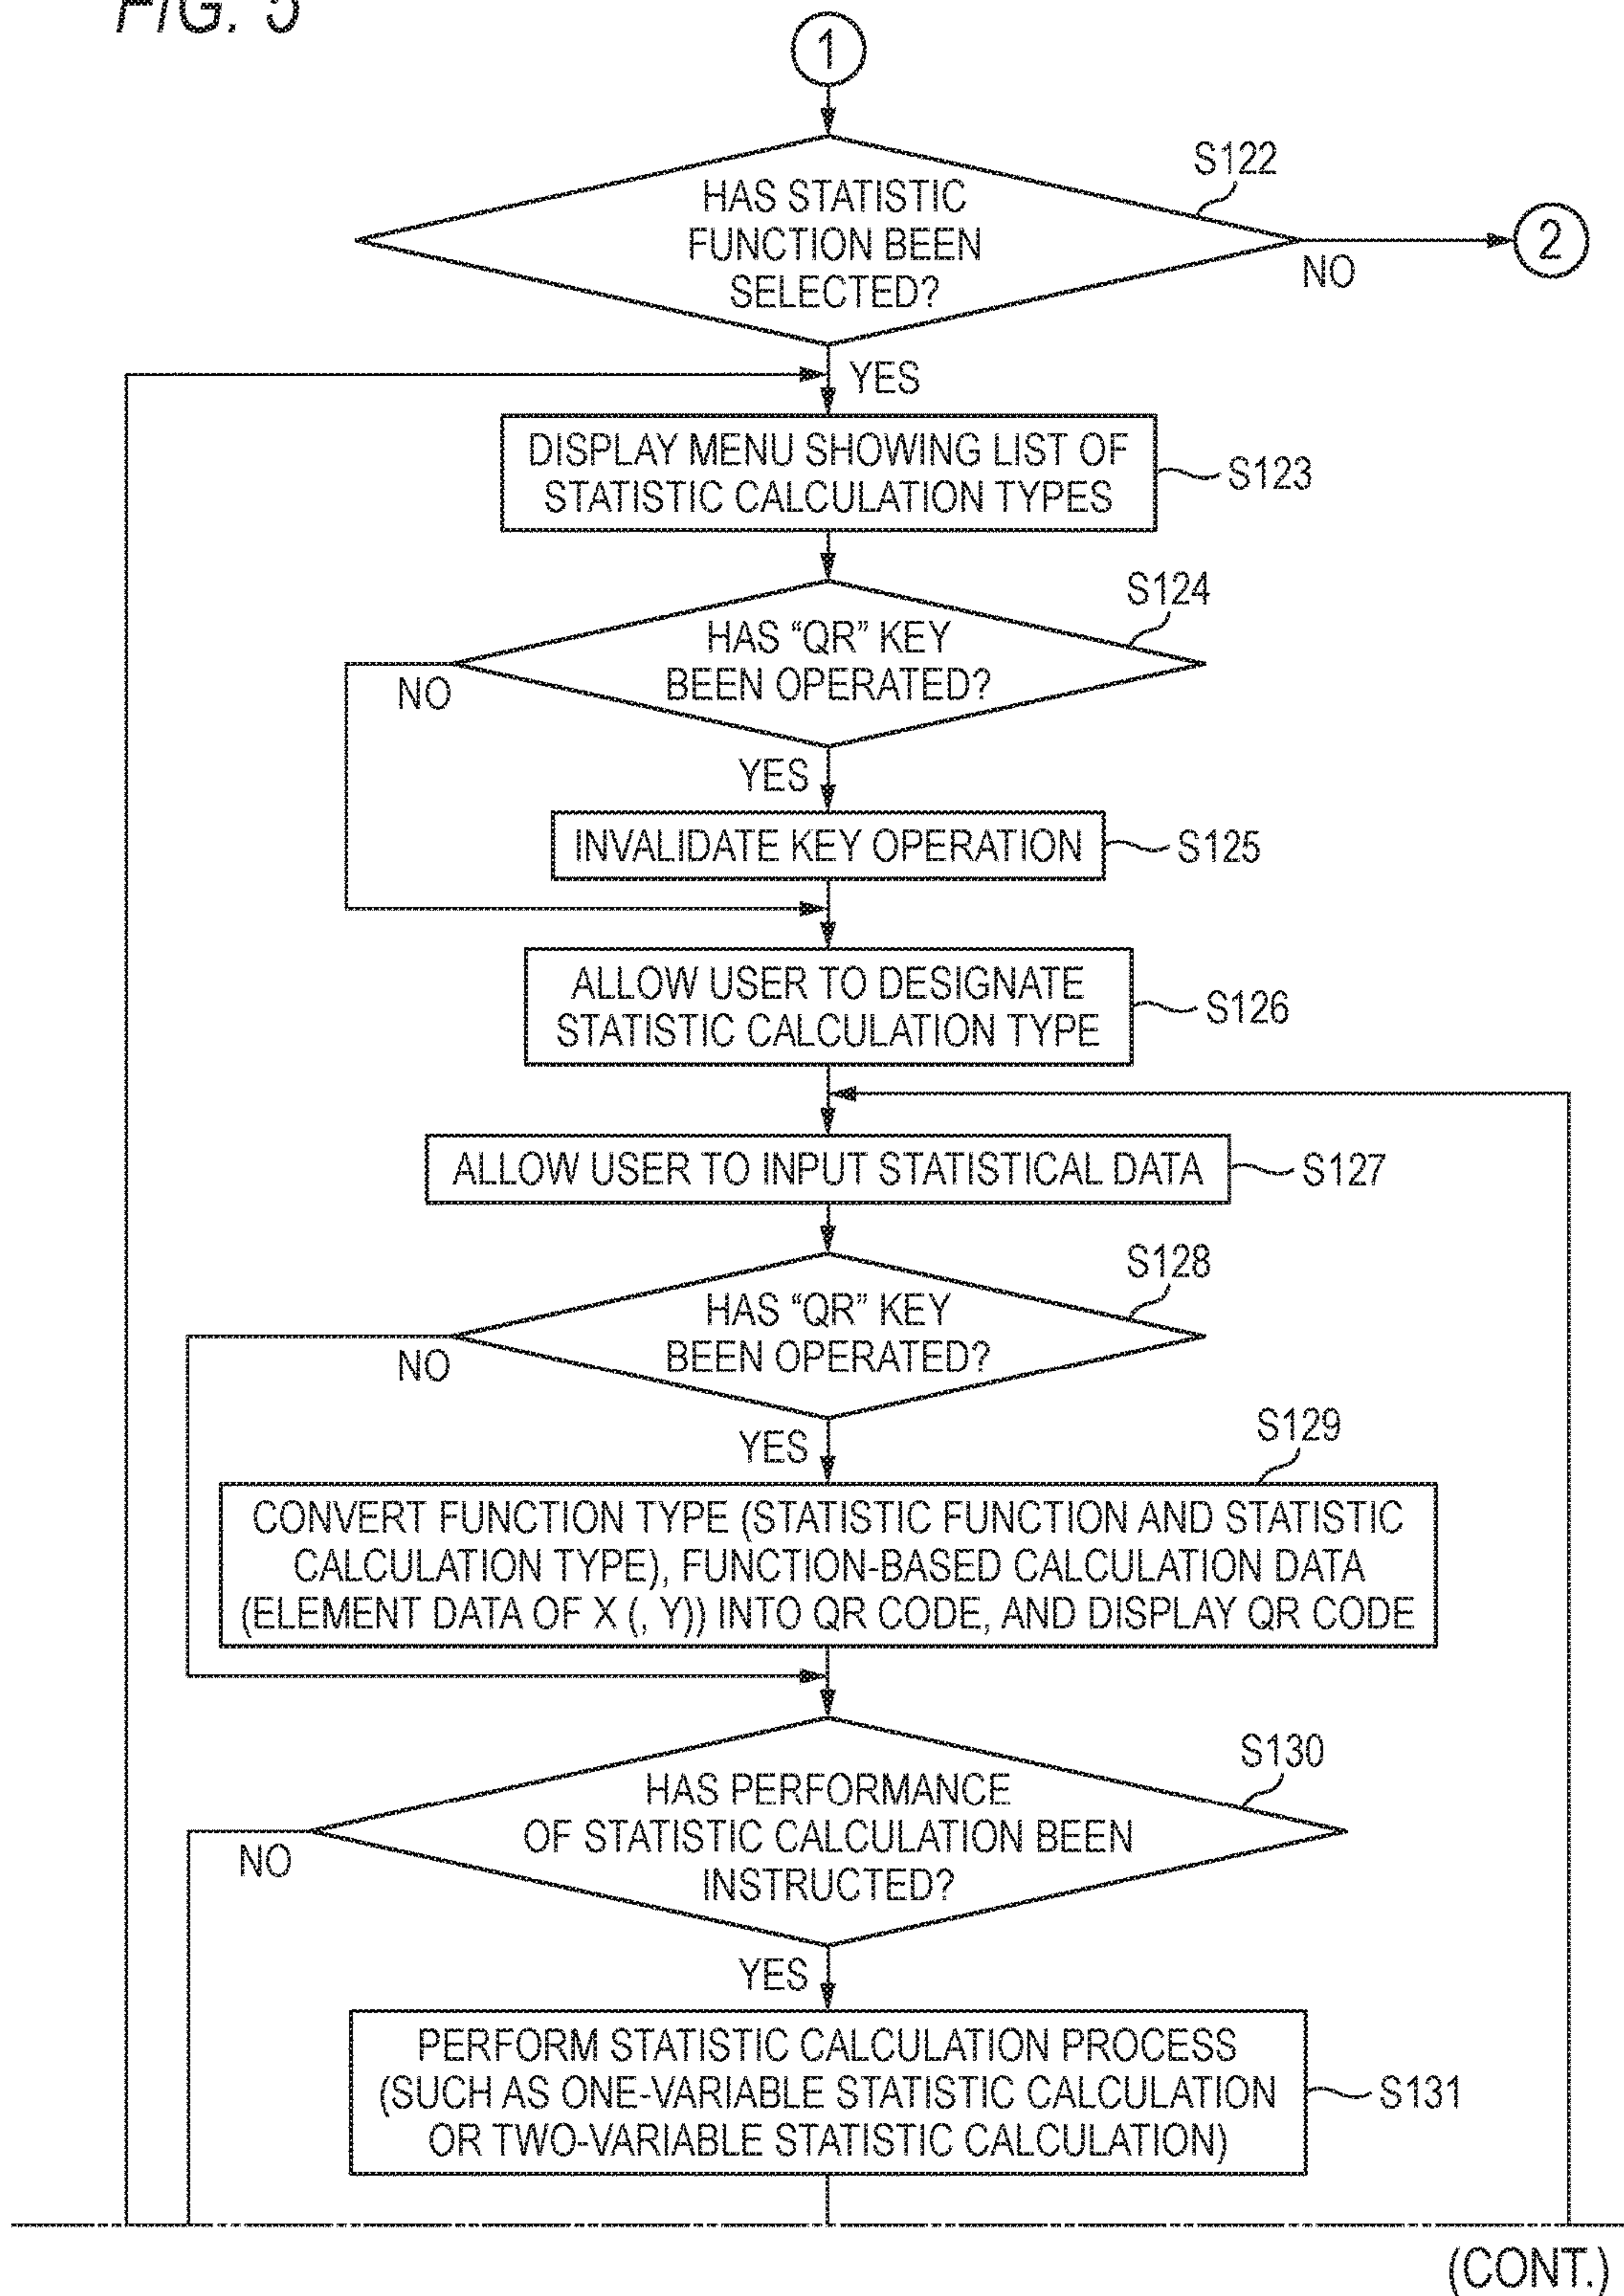 FIG. 5
1
S122
HAS STATISTIC
FUNCTION BEEN
SELECTED?
2
NO
YES
DISPLAY MENU SHOWING LIST OF
STATISTIC CALCULATION TYPES
S123
S124
HAS “QR” KEY
BEEN OPERATED?
NO
YES
INVALIDATE KEY OPERATION
S125
ALLOW USER TO DESIGNATE
STATISTIC CALCULATION TYPE
S126
ALLOW USER TO INPUT STATISTICAL DATA
S127
S128
HAS “QR” KEY
BEEN OPERATED?
NO
YES
S129
CONVERT FUNCTION TYPE (STATISTIC FUNCTION AND STATISTIC
CALCULATION TYPE), FUNCTION-BASED CALCULATION DATA
(ELEMENT DATA OF X (, Y)) INTO QR CODE, AND DISPLAY QR CODE
S130
HAS PERFORMANCE
OF STATISTIC CALCULATION BEEN
INSTRUCTED?
NO
YES
PERFORM STATISTIC CALCULATION PROCESS
(SUCH AS ONE-VARIABLE STATISTIC CALCULATION
OR TWO-VARIABLE STATISTIC CALCULATION)
S131
(CONT.)